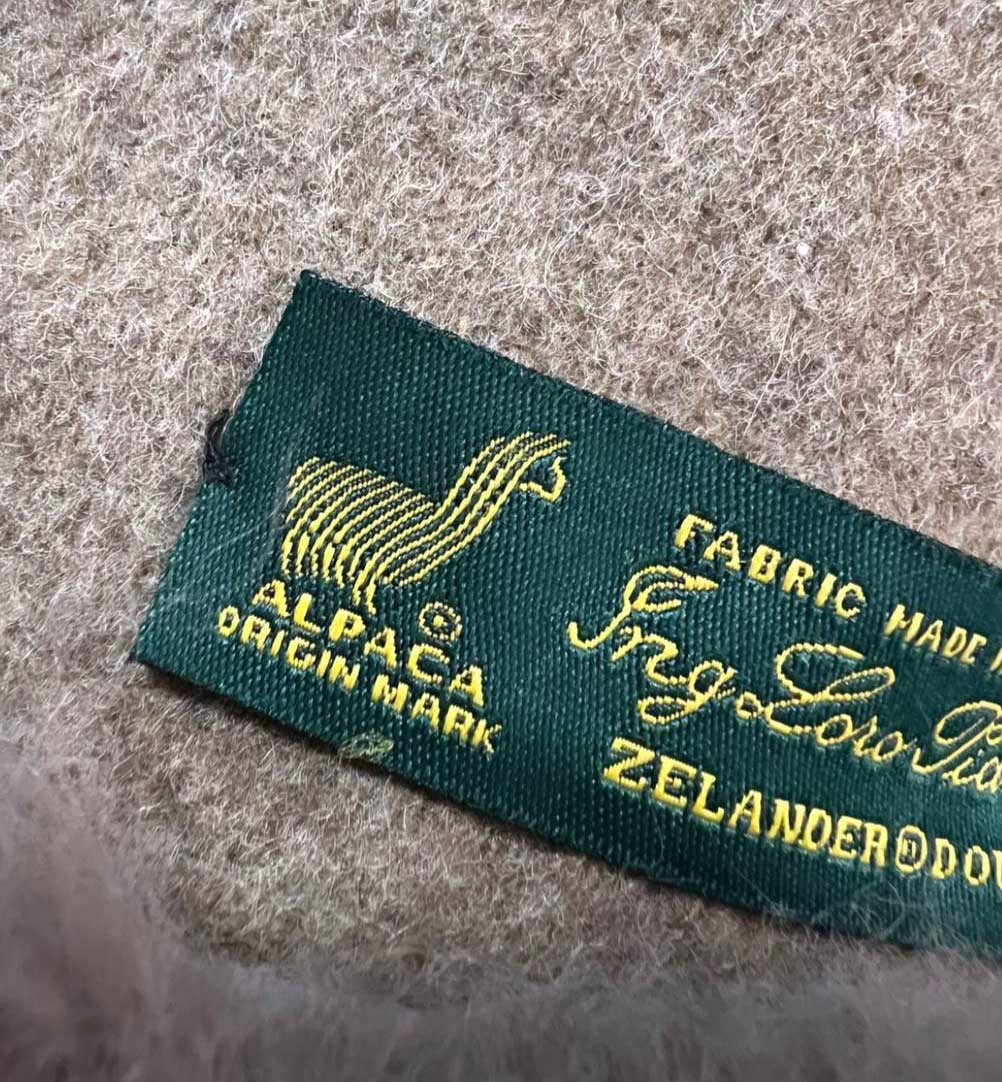 ALPACA®
ORIGIN MARK
FABRIC MADE
Ing. Loro
ZELANDER®